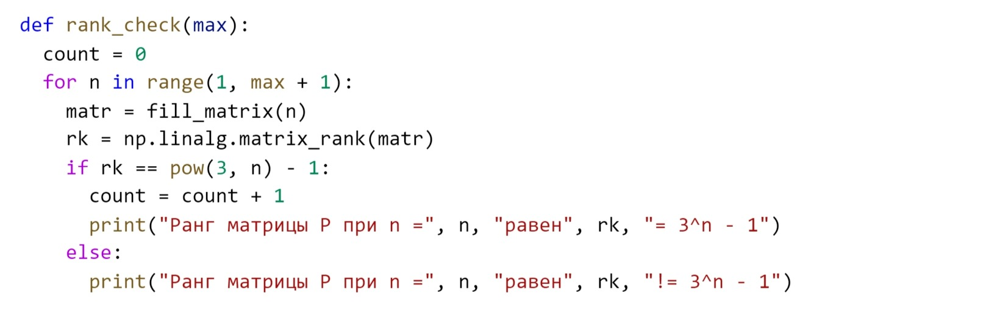 def rank_check(max):
  count = 0
  for n in range(1, max + 1):
    matr = fill_matrix(n)
    rk = np.linalg.matrix_rank(matr)
    if rk == pow(3, n) - 1:
      count = count + 1
      print("Ранг матрицы P при n =", n, "равен", rk, "= 3^n - 1")
    else:
      print("Ранг матрицы P при n =", n, "равен", rk, "!= 3^n - 1")